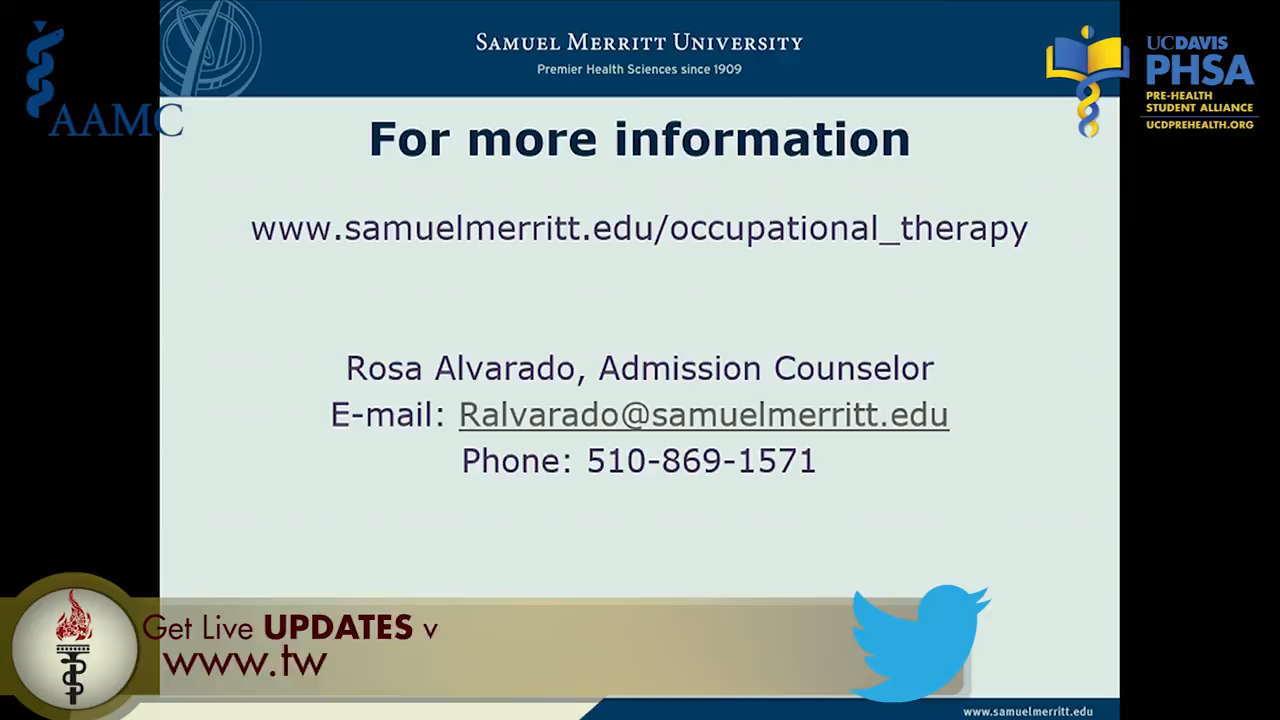 SAMUEL MERRITT UNIVERSITY
Premier Health Sciences since 1909
AAMC
UCDAVIS
PHSA
PRE-HEALTH
STUDENT ALLIANCE
UCDPREHEALTH.ORG
For more information
www.samuelmerritt.edu/occupational_therapy
Rosa Alvarado, Admission Counselor
E-mail: Ralvarado@samuelmerritt.edu
Phone: 510-869-1571
Get Live UPDATES v
www.tw
www.samuelmerritt.edu